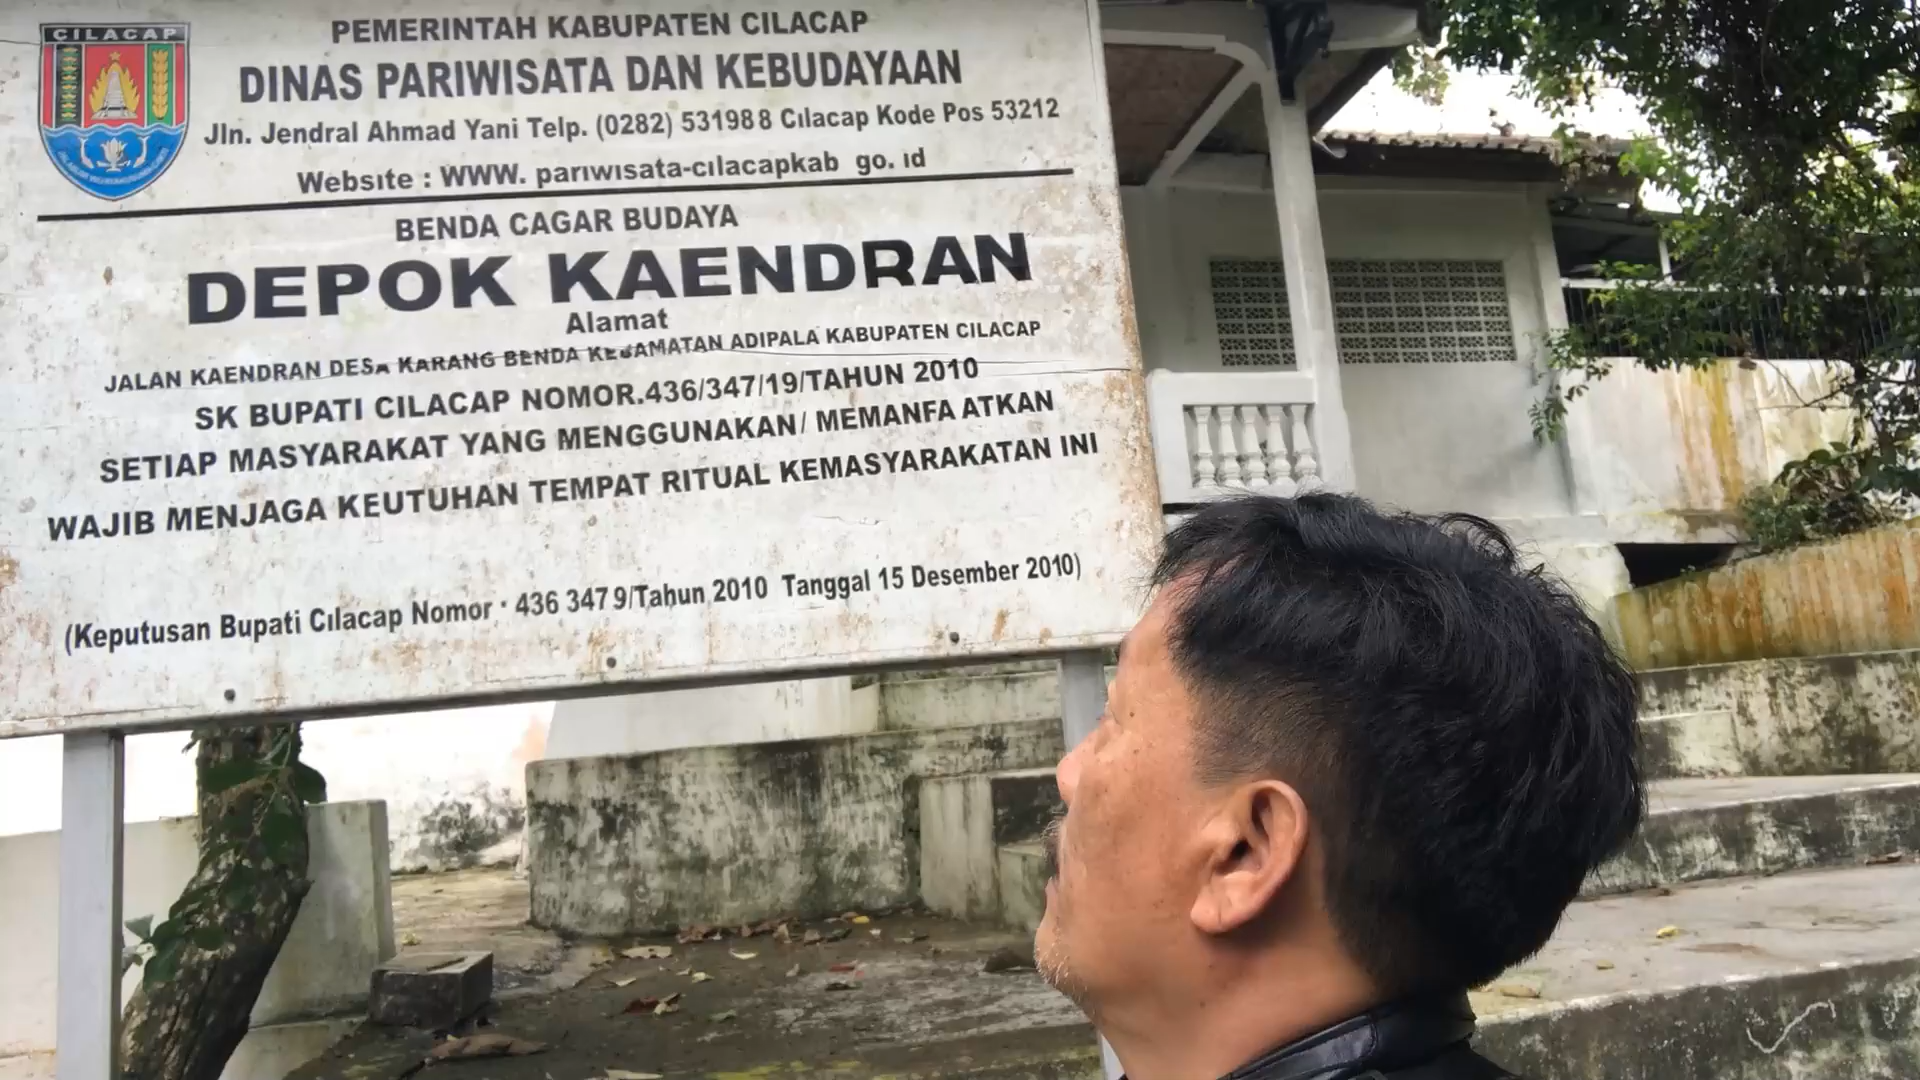 CILACAP
PEMERINTAH KABUPATEN CILACAP
DINAS PARIWISATA DAN KEBUDAYAAN
Jln. Jendral Ahmad Yani Telp. (0282) 531988 Cilacap Kode Pos 53212
Website : WWW. pariwisata-cilacapkab go. id
BENDA CAGAR BUDAYA
DEPOK KAENDRAN
Alamat
JALAN KAENDRAN DESA KARANG BENDA KECAMATAN ADIPALA KABUPATEN CILACAP
SK BUPATI CILACAP NOMOR.436/347/19/TAHUN 2010
SETIAP MASYARAKAT YANG MENGGUNAKAN/ MEMANFAATKAN
WAJIB MENJAGA KEUTUHAN TEMPAT RITUAL KEMASYARAKATAN INI
(Keputusan Bupati Cilacap Nomor : 436 347 9/Tahun 2010 Tanggal 15 Desember 2010)